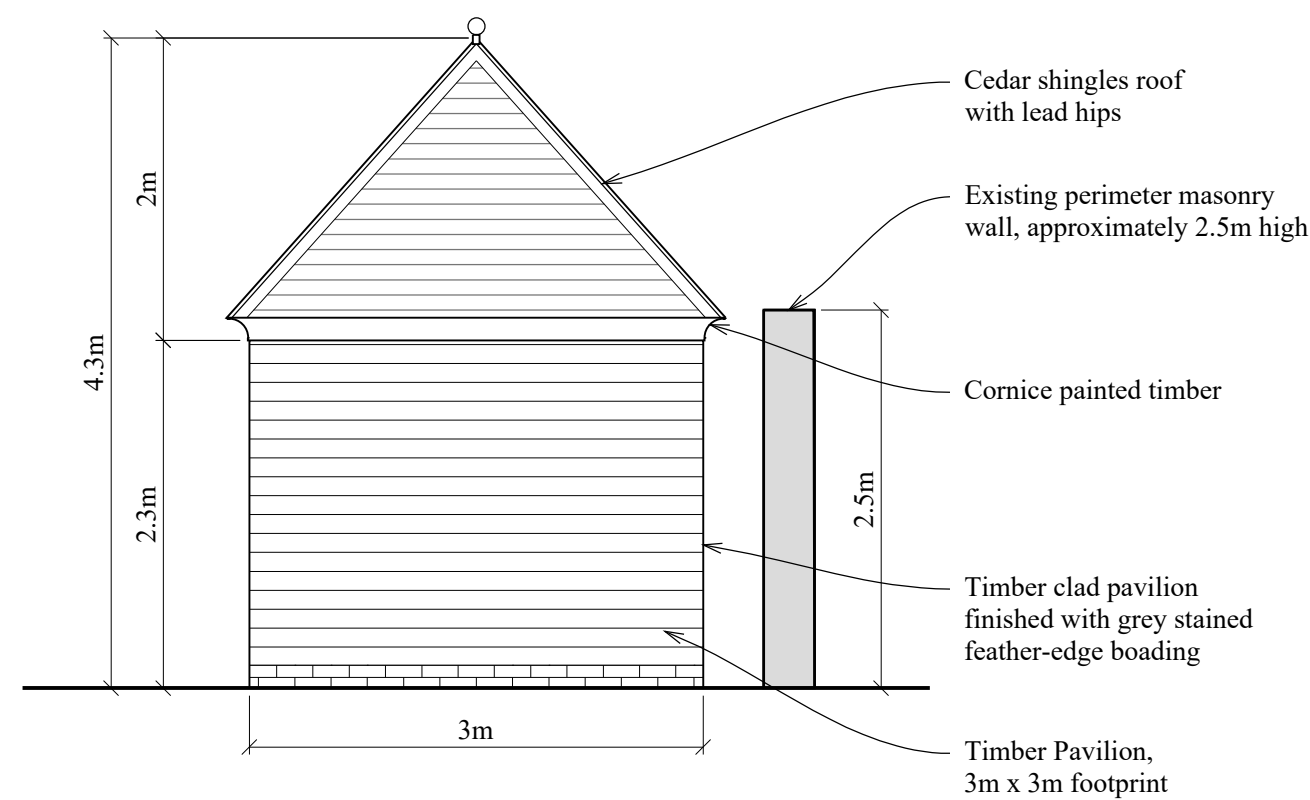 Cedar shingles roof
with lead hips
Existing perimeter masonry
wall, approximately 2.5m high
2m
4.3m
Cornice painted timber
2.3m
2.5m
Timber clad pavilion
finished with grey stained
feather-edge boading
3m
Timber Pavilion,
3m x 3m footprint